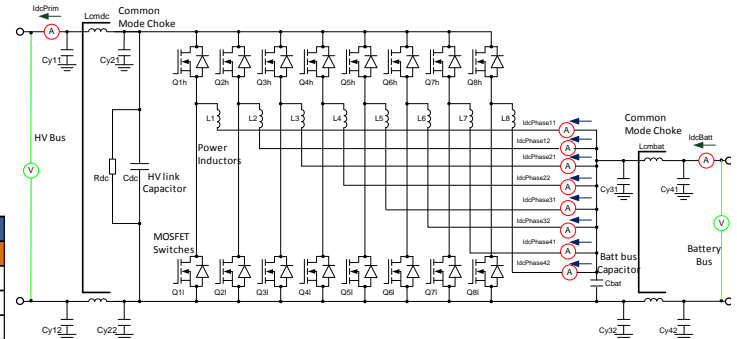 IdcPrim
Lcmdc
Common
Mode Choke
A
Cy11
Cy21
Q1h
Q2h
Q3h
Q4h
Q5h
Q6h
Q7h
Q8h
HV Bus
V
Rdc
Cdc
HV link
Capacitor
L1
L2
L3
L4
L5
L6
L7
L8
Power
Inductors
IdcPhase11
A
IdcPhase12
A
IdcPhase21
A
IdcPhase22
A
IdcPhase31
A
IdcPhase32
A
IdcPhase41
A
IdcPhase42
A
Common
Mode Choke
Lcmbat
IdcBatt
A
Cy31
Cy41
V
Battery
Bus
Batt bus
Capacitor
Cbat
MOSFET
Switches
Q1l
Q2l
Q3l
Q4l
Q5l
Q6l
Q7l
Q8l
Cy12
Cy22
Cy32
Cy42